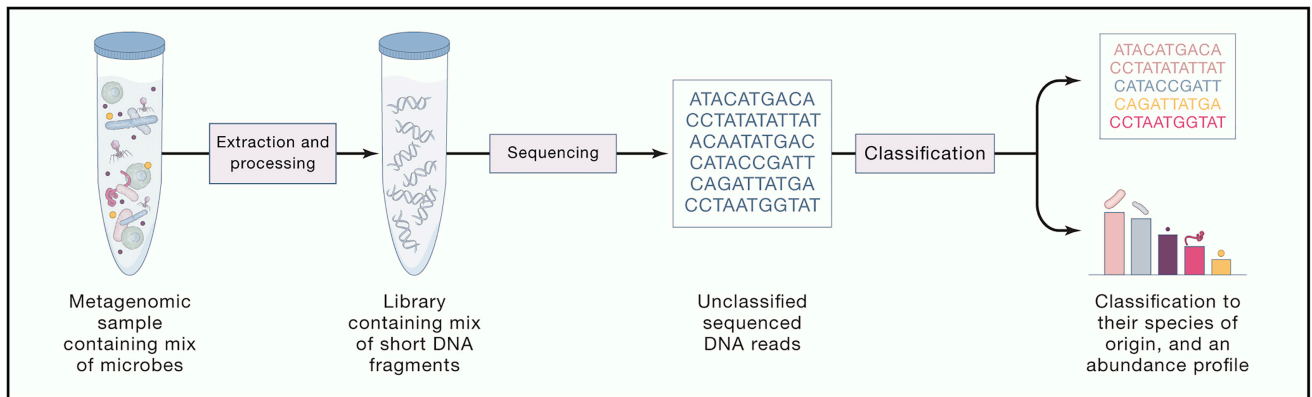 Metagenomic
sample
containing mix
of microbes
Extraction and
processing
Library
containing mix
of short DNA
fragments
Sequencing
ATACATGACA
CCTATATATTAT
ACAATATGAC
CATACCGATT
CAGATTATGA
CCTAATGGTAT
Unclassified
sequenced
DNA reads
Classification
ATACATGACA
CCTATATATTAT
CATACCGATT
CAGATTATGA
CCTAATGGTAT
Classification to
their species of
origin, and an
abundance profile